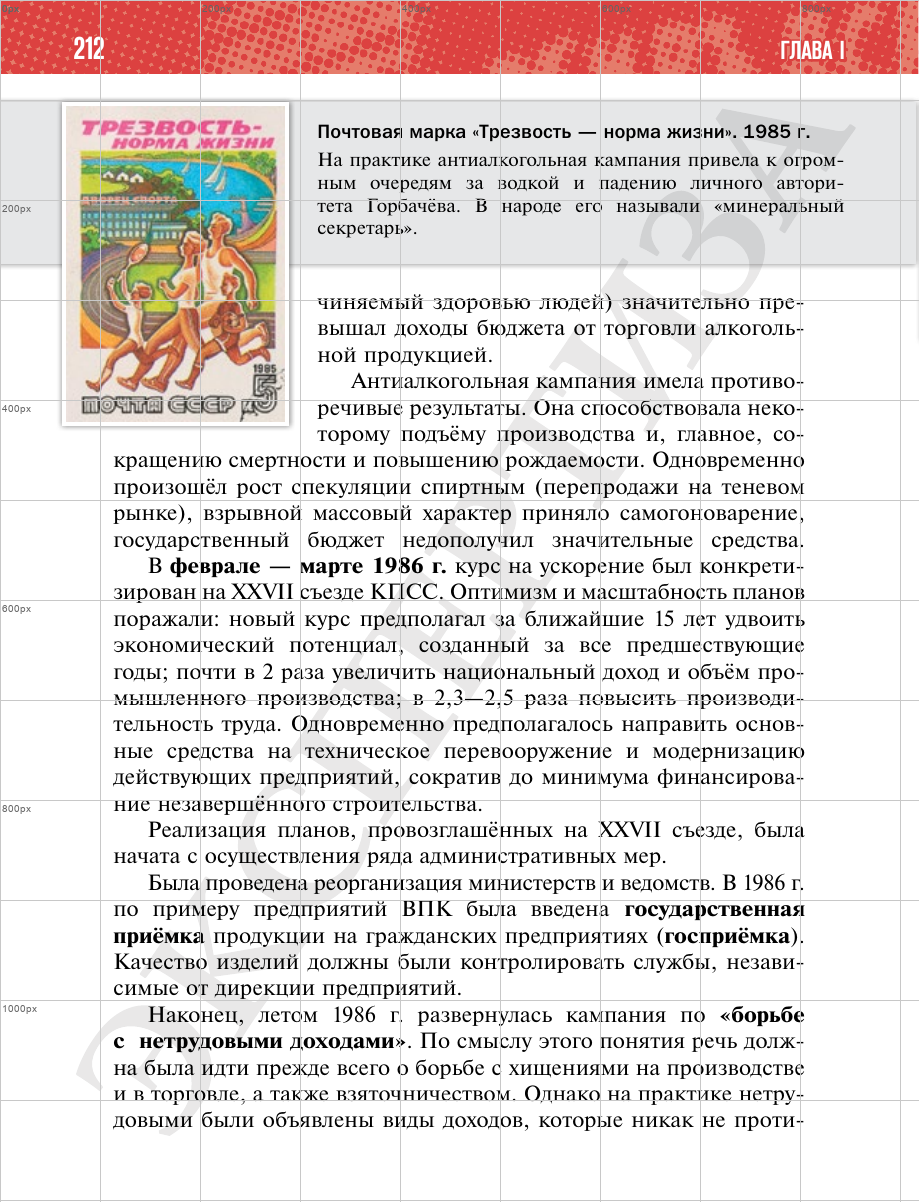 212
ГЛАВА I
ТРЕЗВОСТЬ-
НОРМА ЖИЗНИ
ДВОРЕЦ СПОРТА
1985
5
ПОЧТА СССР К
Почтовая марка «Трезвость — норма жизни». 1985 г.
На практике антиалкогольная кампания привела к огром-
ным очередям за водкой и падению личного автори-
тета Горбачёва. В народе его называли «минеральный
секретарь».
чиняемый здоровью людей) значительно пре-
вышал доходы бюджета от торговли алкоголь-
ной продукцией.
Антиалкогольная кампания имела противо-
речивые результаты. Она способствовала неко-
торому подъёму производства и, главное, со-
кращению смертности и повышению рождаемости. Одновременно
произошёл рост спекуляции спиртным (перепродажи на теневом
рынке), взрывной массовый характер приняло самогоноварение,
государственный бюджет недополучил значительные средства.
В феврале — марте 1986 г. курс на ускорение был конкрети-
зирован на XXVII съезде КПСС. Оптимизм и масштабность планов
поражали: новый курс предполагал за ближайшие 15 лет удвоить
экономический потенциал, созданный за все предшествующие
годы; почти в 2 раза увеличить национальный доход и объём про-
мышленного производства; в 2,3—2,5 раза повысить производи-
тельность труда. Одновременно предполагалось направить основ-
ные средства на техническое перевооружение и модернизацию
действующих предприятий, сократив до минимума финансирова-
ние незавершённого строительства.
Реализация планов, провозглашённых на XXVII съезде, была
начата с осуществления ряда административных мер.
Была проведена реорганизация министерств и ведомств. В 1986 г.
по примеру предприятий ВПК была введена государственная
приёмка продукции на гражданских предприятиях (госприёмка).
Качество изделий должны были контролировать службы, незави-
симые от дирекции предприятий.
Наконец, летом 1986 г. развернулась кампания по «борьбе
с нетрудовыми доходами». По смыслу этого понятия речь долж-
на была идти прежде всего о борьбе с хищениями на производстве
и в торговле, а также взяточничеством. Однако на практике нетру-
довыми были объявлены виды доходов, которые никак не проти-
ЭКСПЕРТИЗА
200px
400px
600px
800px
1000px